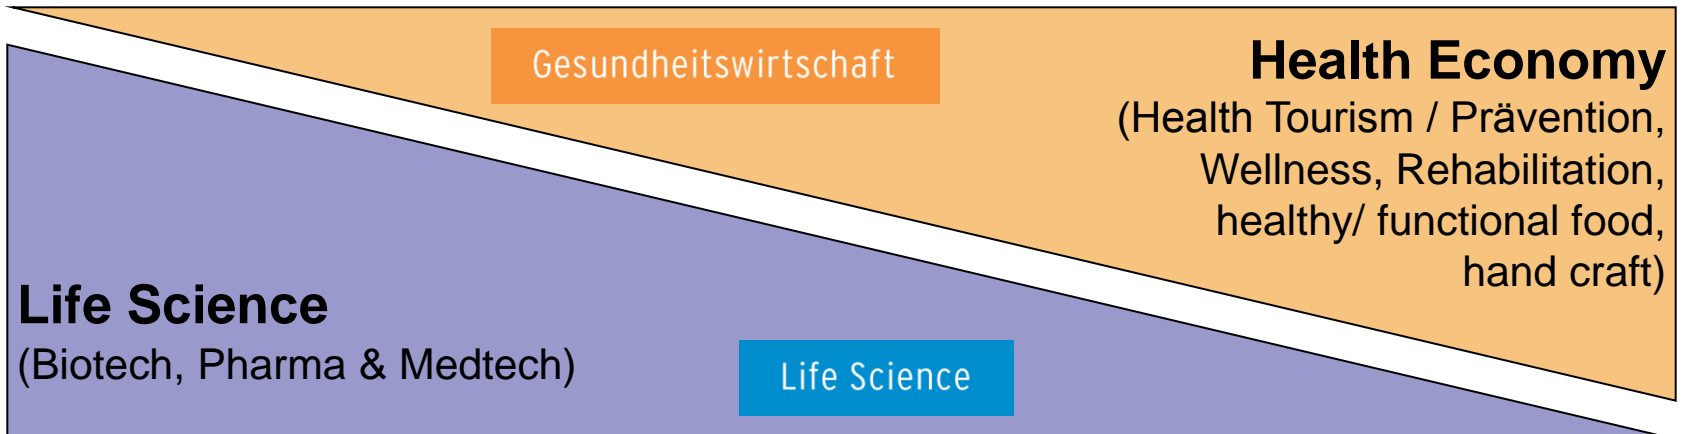 Gesundheitswirtschaft
Health Economy
(Health Tourism / Prävention,
Wellness, Rehabilitation,
healthy/ functional food,
hand craft)
Life Science
(Biotech, Pharma & Medtech)
Life Science